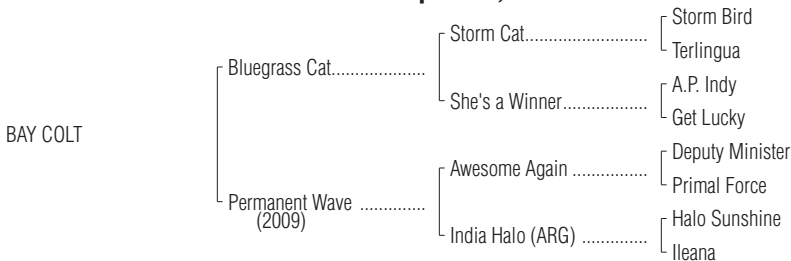 Storm Bird
Storm Cat
Terlingua
Bluegrass Cat
A.P. Indy
She's a Winner
Get Lucky
BAY COLT
Deputy Minister
Awesome Again
Primal Force
Permanent Wave
(2009)
Halo Sunshine
India Halo (ARG)
Ileana